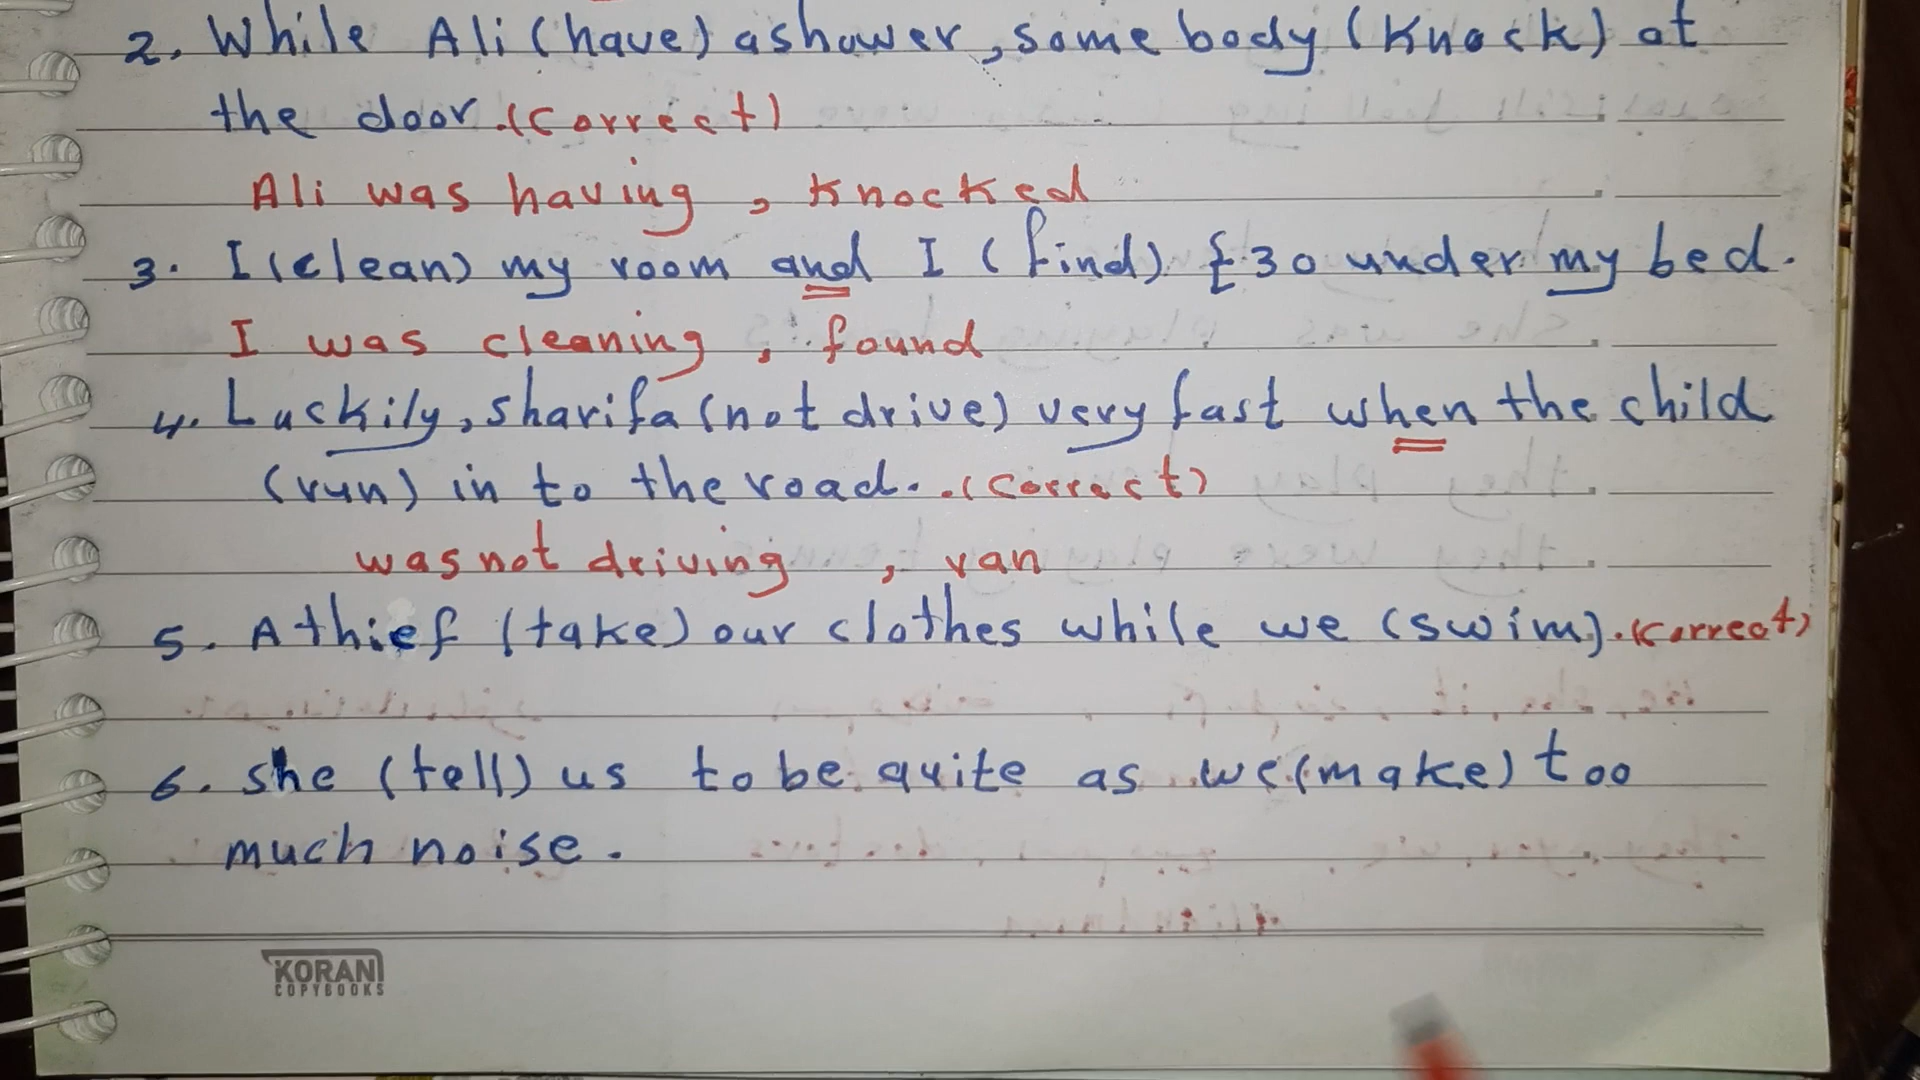 2. While Ali (have) a shower, some body (knock) at
the door. (correct)
Ali was having, knocked
3. I (clean) my room and I (find) £30 under my bed.
I was cleaning, found
4. Luckily, sharifa (not drive) very fast when the child
(run) in to the road. .(correct)
was not driving, ran
5. A thief (take) our clothes while we (swim). (correct)
6. She (tell) us to be quite as we (make) too
much noise.
KORANI
COPYBOOKS